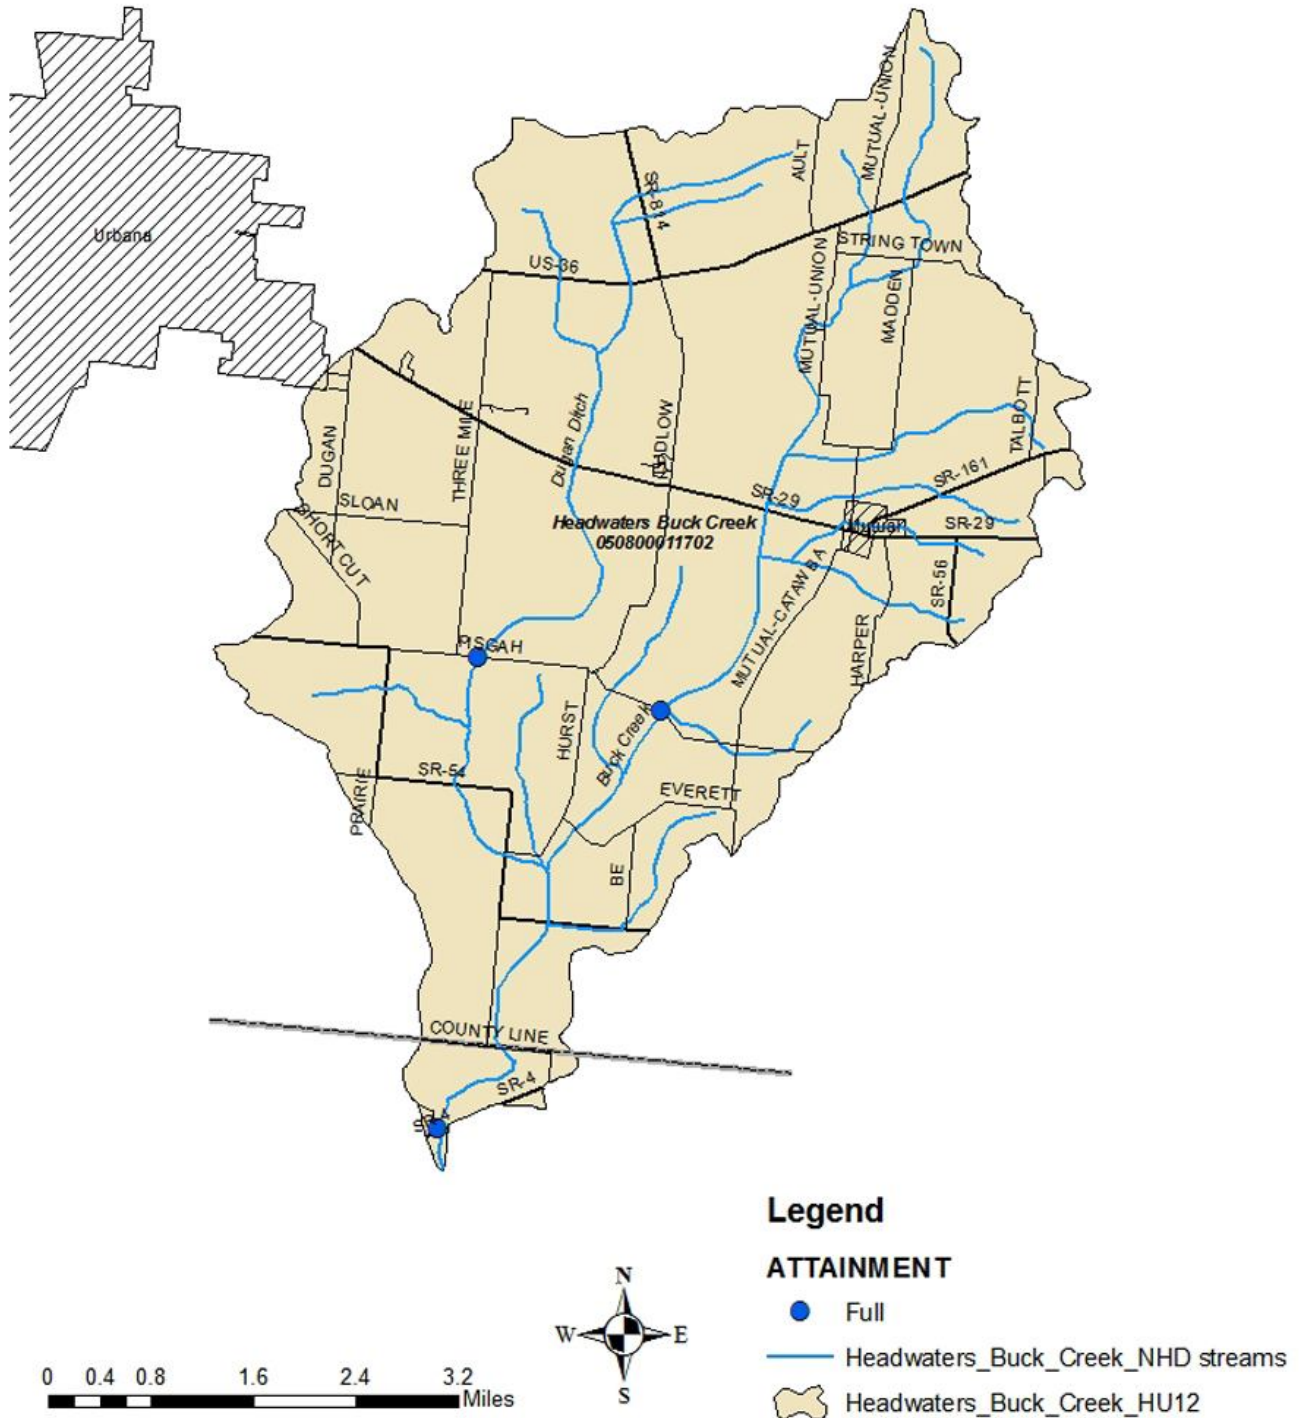 MUTUAL-UNION
AULT
SR-814
Urbana
STRING TOWN
US-36
MUTUAL-UNION
MADDEN
TALBOTT
Dugan Ditch
LUDLOW
THREE MILE
DUGAN
SR-161
SLOAN
SR-29
SHORT CUT
Headwaters Buck Creek
050800011702
Mutual
SR-29
MUTUAL-CATAWBA
SR-56
HARPER
PISGAH
HURST
Buck Creek
SR-54
PRAIRIE
EVERETT
BE
COUNTY LINE
SR-4
SR-4
Legend
ATTAINMENT
Full
Headwaters_Buck_Creek_NHD streams
Headwaters_Buck_Creek_HU12
N
W E
S
0 0.4 0.8 1.6 2.4 3.2
Miles